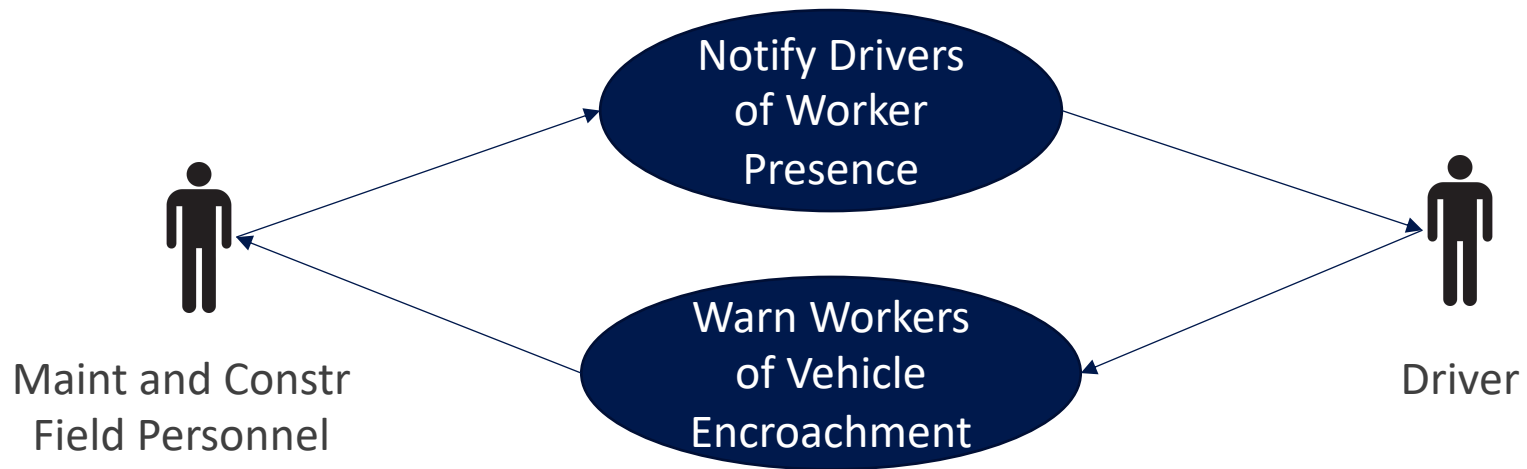 Notify Drivers
of Worker
Presence
Warn Workers
of Vehicle
Encroachment
Maint and Constr
Field Personnel
Driver